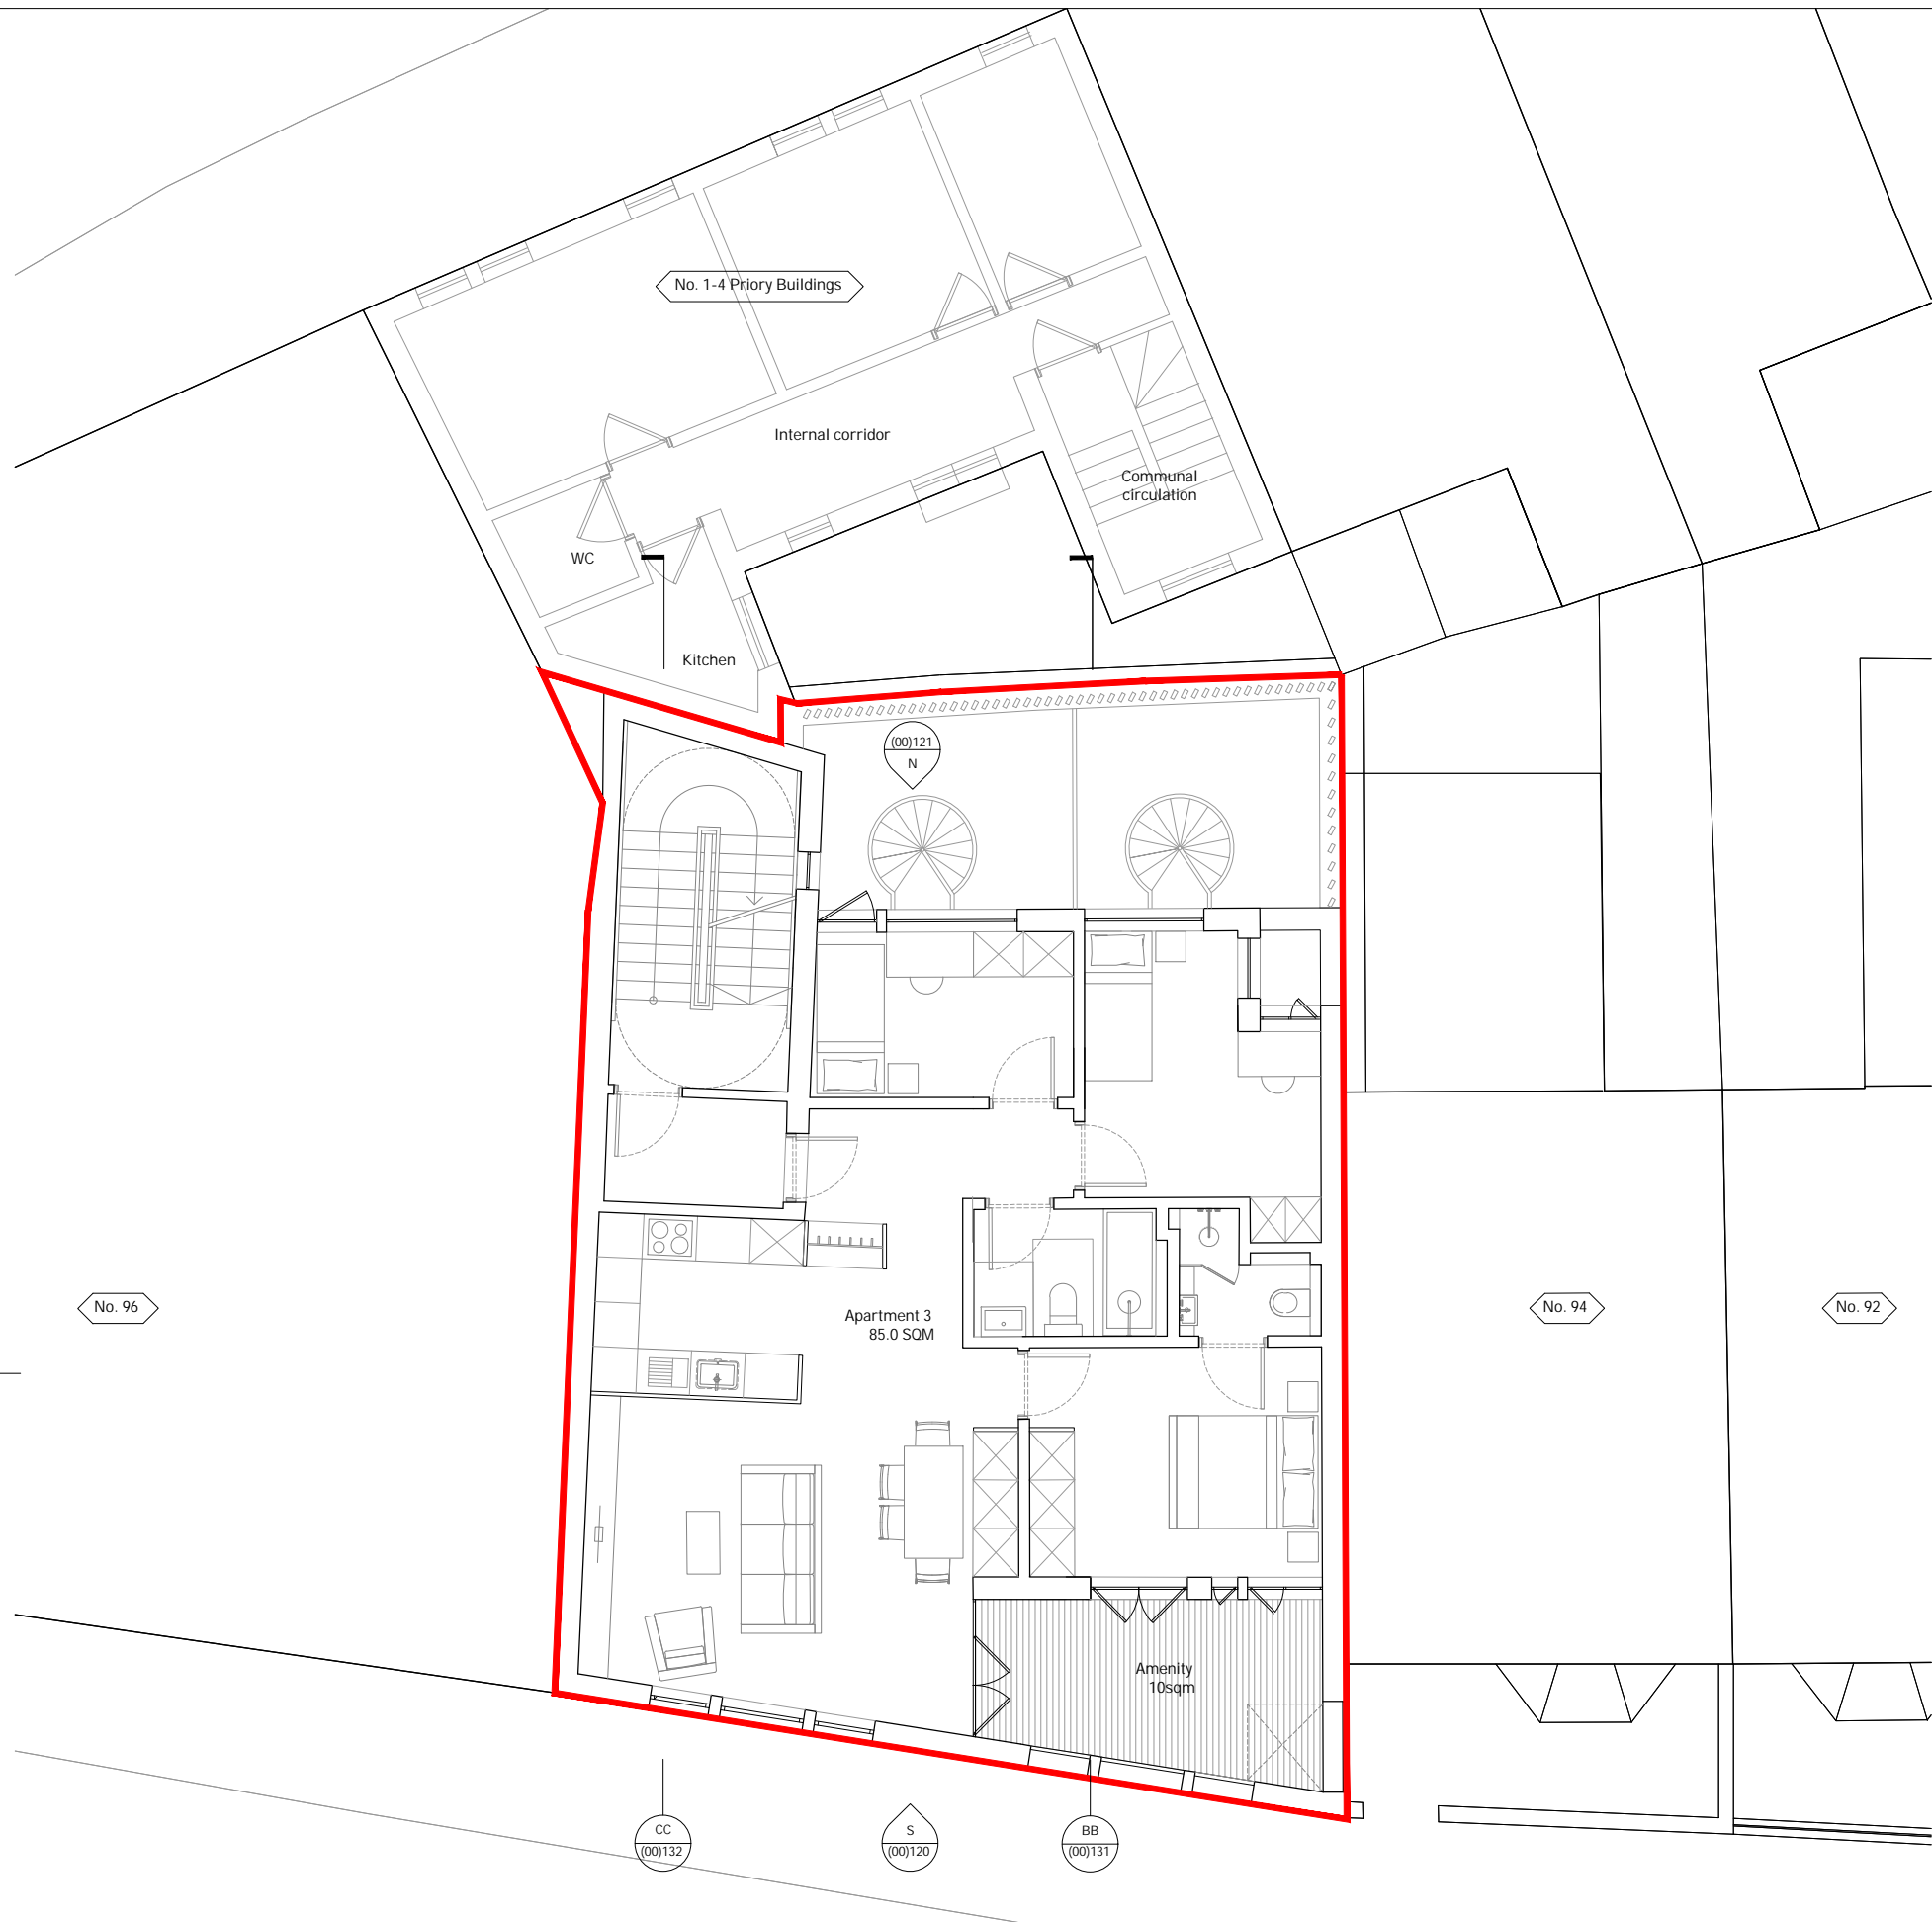 No. 1-4 Priory Buildings
Internal corridor
Communal
circulation
WC
Kitchen
(00)121
N
No. 96
Apartment 3
85.0 SQM
No. 94
No. 92
Amenity
10sqm
CC
(00)132
S
(00)120
BB
(00)131